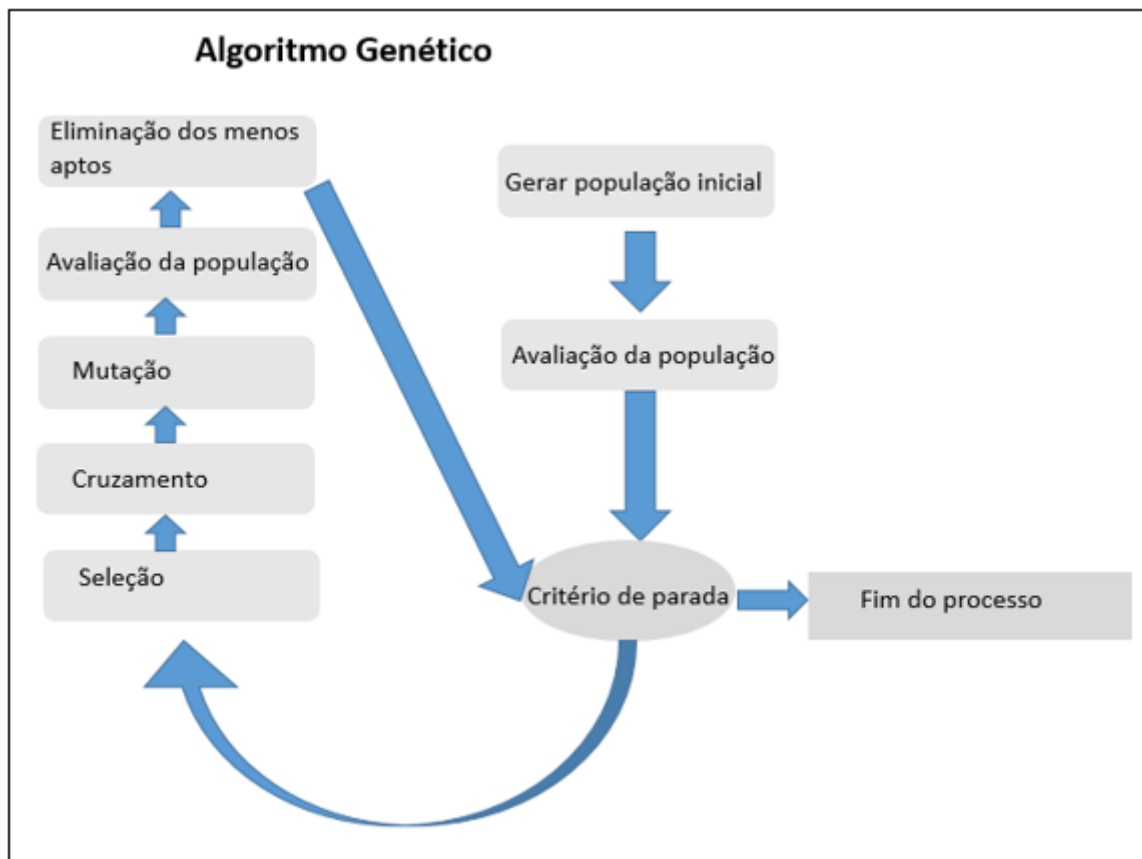 Algoritmo Genético
Eliminação dos menos
aptos
Avaliação da população
Mutação
Cruzamento
Seleção
Gerar população inicial
Avaliação da população
Critério de parada
Fim do processo